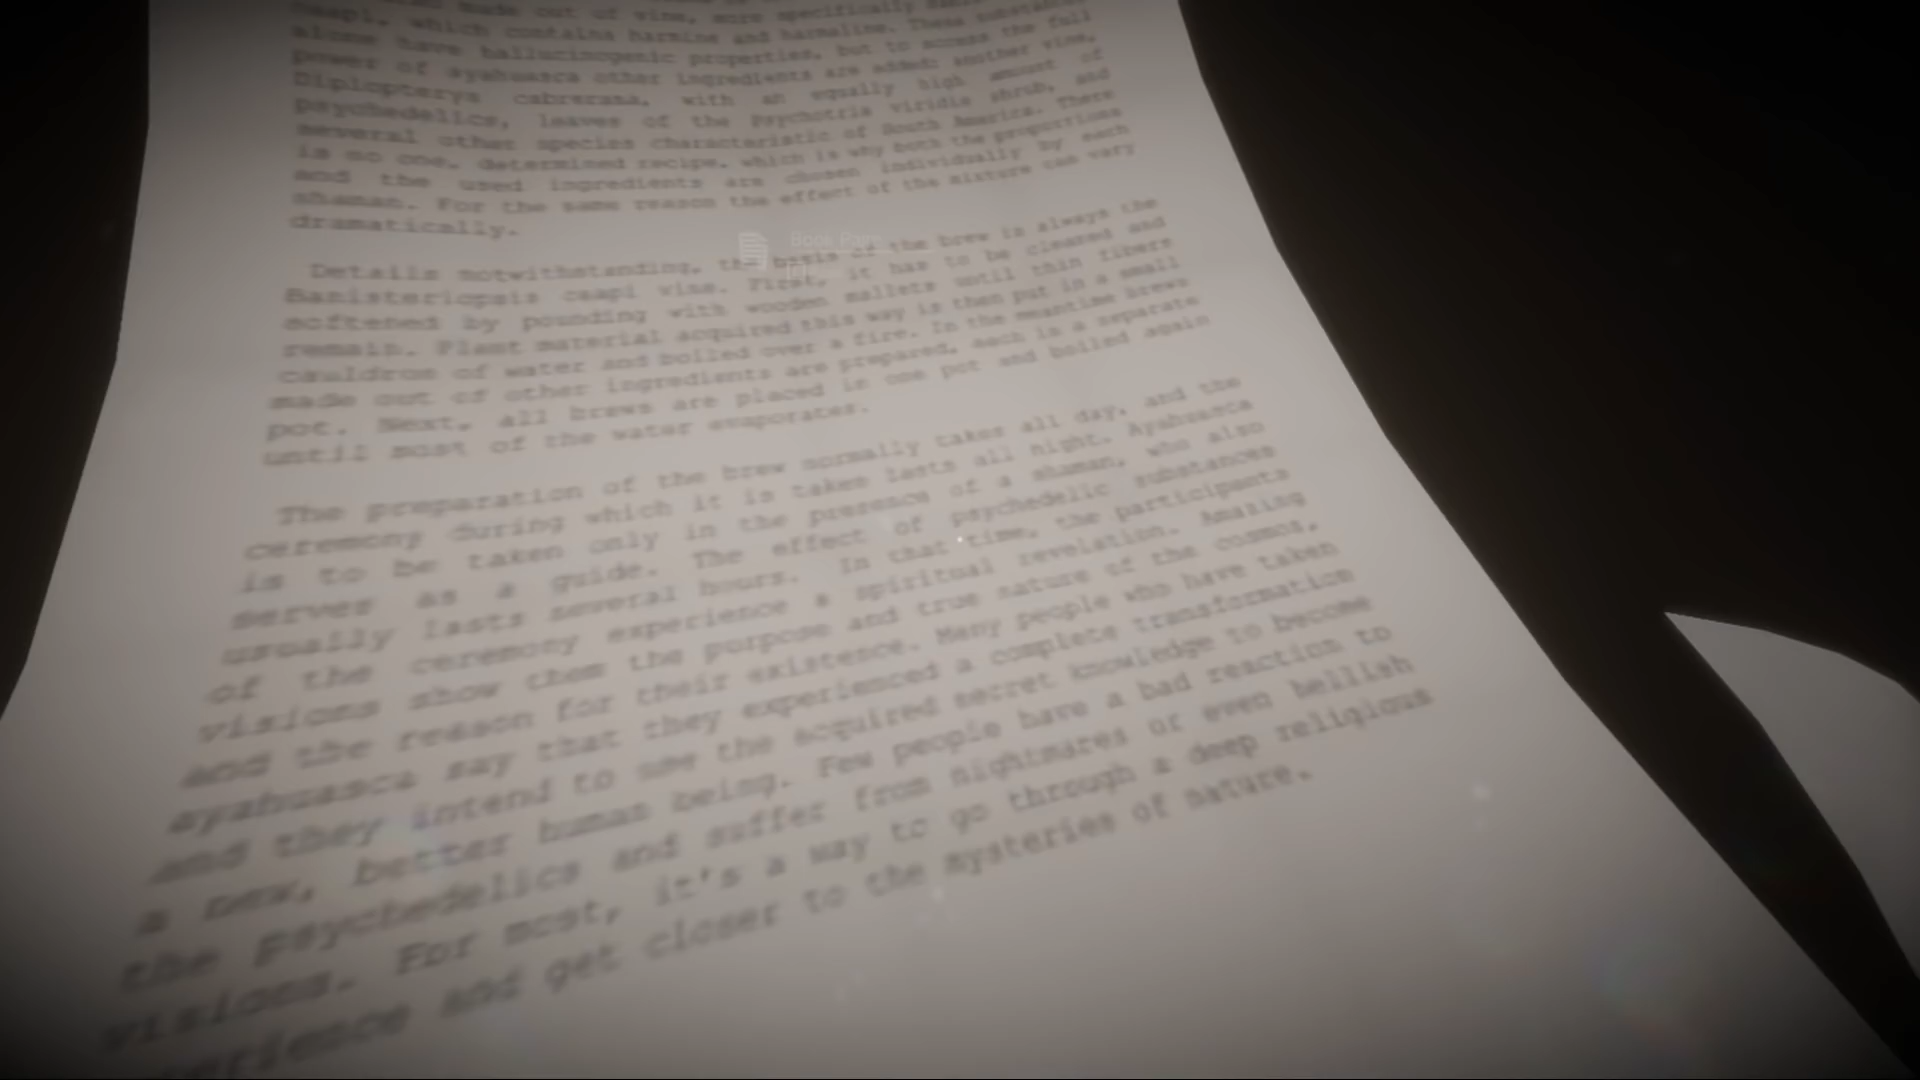 made out of vine, more specifically
caapi, which contains harmine and harmaline. These substances
alone have hallucinogenic properties, but to access the full
power of ayahuasca other ingredients are added: another vine,
Diplopterys cabrerana, with an equally high amount of
psychedelics, leaves of the Psychotria viridis shrub, and
several other species characteristic of South America. There
is no one, determined recipe, which is why both the proportions
and the used ingredients are chosen individually by each
shaman. For the same reason the effect of the mixture can vary
dramatically.
Book Page
Details notwithstanding, the basis of the brew is always the
Banisteriopsis caapi vine. First, it has to be cleaned and
softened by pounding with wooden mallets until thin fibers
remain. Plant material acquired this way is then put in a small
cauldron of water and boiled over a fire. In the meantime brews
made out of other ingredients are prepared, each in a separate
pot. Next, all brews are placed in one pot and boiled again
until most of the water evaporates.
The preparation of the brew normally takes all day, and the
ceremony during which it is taken lasts all night. Ayahuasca
is to be taken only in the presence of a shaman, who also
serves as a guide. The effect of psychedelic substances
usually lasts several hours. In that time, the participants
of the ceremony experience a spiritual revelation. Amazing
visions show them the purpose and true nature of the cosmos,
and the reason for their existence. Many people who have taken
ayahuasca say that they experienced a complete transformation
and they intend to use the acquired secret knowledge to become
a new, better human being. Few people have a bad reaction to
the psychedelics and suffer from nightmares or even hellish
visions. For most, it's a way to go through a deep religious
experience and get closer to the mysteries of nature.